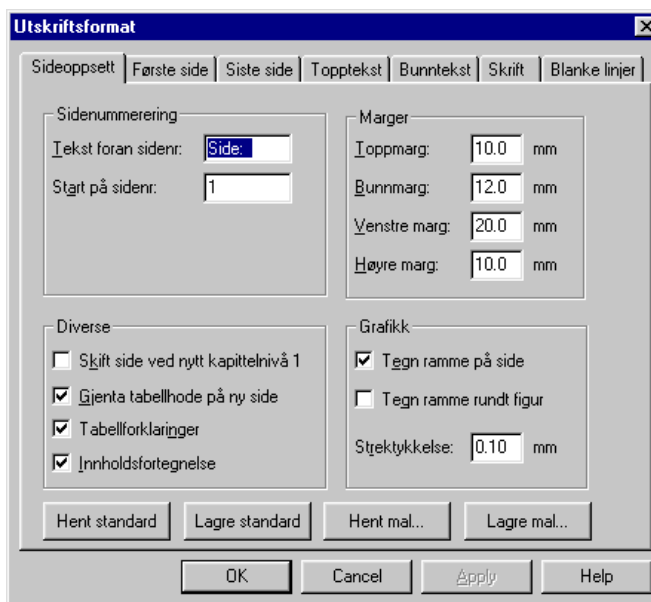 Utskriftsformat
Sideoppsett Første side Siste side Topptekst Bunntekst Skrift Blanke linjer
Sidenummerering
Tekst foran sidenr: Side:
Start på sidenr: 1
Marger
Toppmarg: 10.0 mm
Bunnmarg: 12.0 mm
Venstre marg: 20.0 mm
Høyre marg: 10.0 mm
Diverse
Skift side ved nytt kapittelnivå 1
Gjenta tabellhode på ny side
Tabellforklaringer
Innholdsfortegnelse
Grafikk
Tegn ramme på side
Tegn ramme rundt figur
Strektykkelse: 0.10 mm
Hent standard Lagre standard Hent mal... Lagre mal...
OK Cancel Apply Help